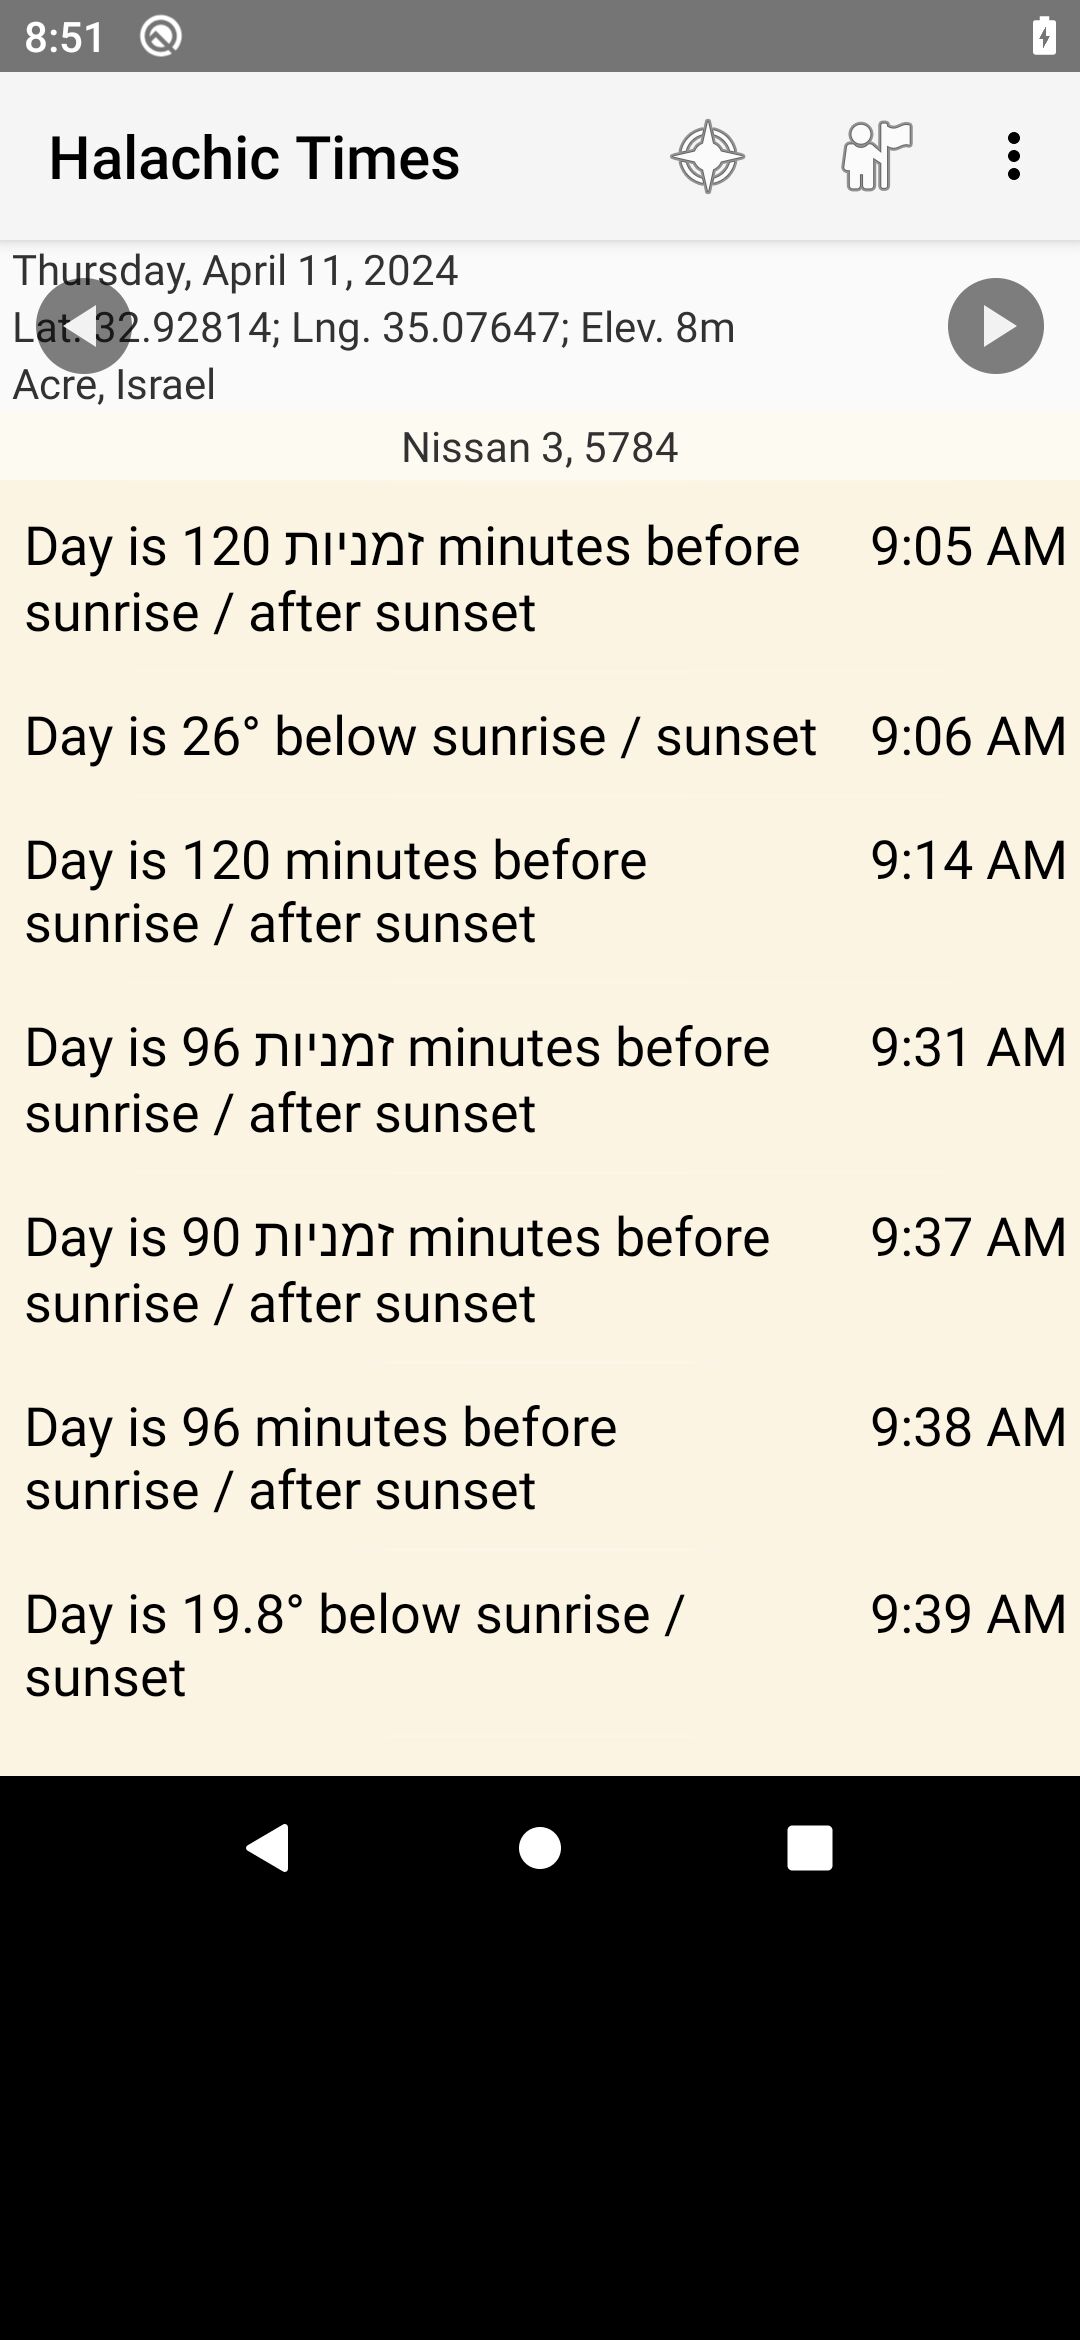 8:51
Halachic Times
Thursday, April 11, 2024
Lat. 32.92814; Lng. 35.07647; Elev. 8m
Acre, Israel
Nissan 3, 5784
Day is 120 זמניות minutes before 9:05 AM
sunrise / after sunset
Day is 26° below sunrise / sunset 9:06 AM
Day is 120 minutes before 9:14 AM
sunrise / after sunset
Day is 96 זמניות minutes before 9:31 AM
sunrise / after sunset
Day is 90 זמניות minutes before 9:37 AM
sunrise / after sunset
Day is 96 minutes before 9:38 AM
sunrise / after sunset
Day is 19.8° below sunrise / 9:39 AM
sunset